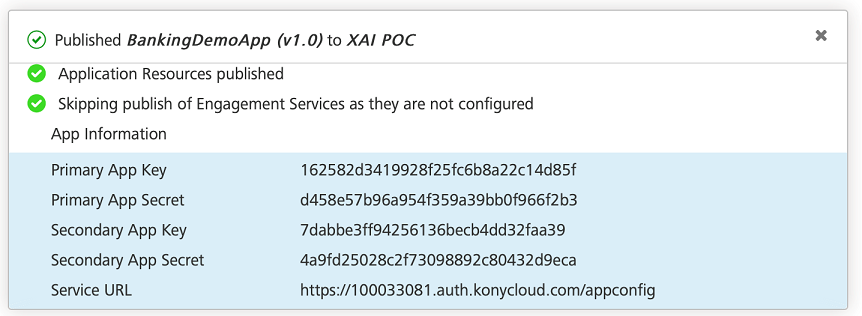 Published BankingDemoApp (v1.0) to XAI POC
Application Resources published
Skipping publish of Engagement Services as they are not configured
App Information
Primary App Key 162582d3419928f25fc6b8a22c14d85f
Primary App Secret d458e57b96a954f359a39bb0f966f2b3
Secondary App Key 7dabbe3ff94256136becb4dd32faa39
Secondary App Secret 4a9fd25028c2f73098892c80432d9eca
Service URL https://100033081.auth.konycloud.com/appconfig